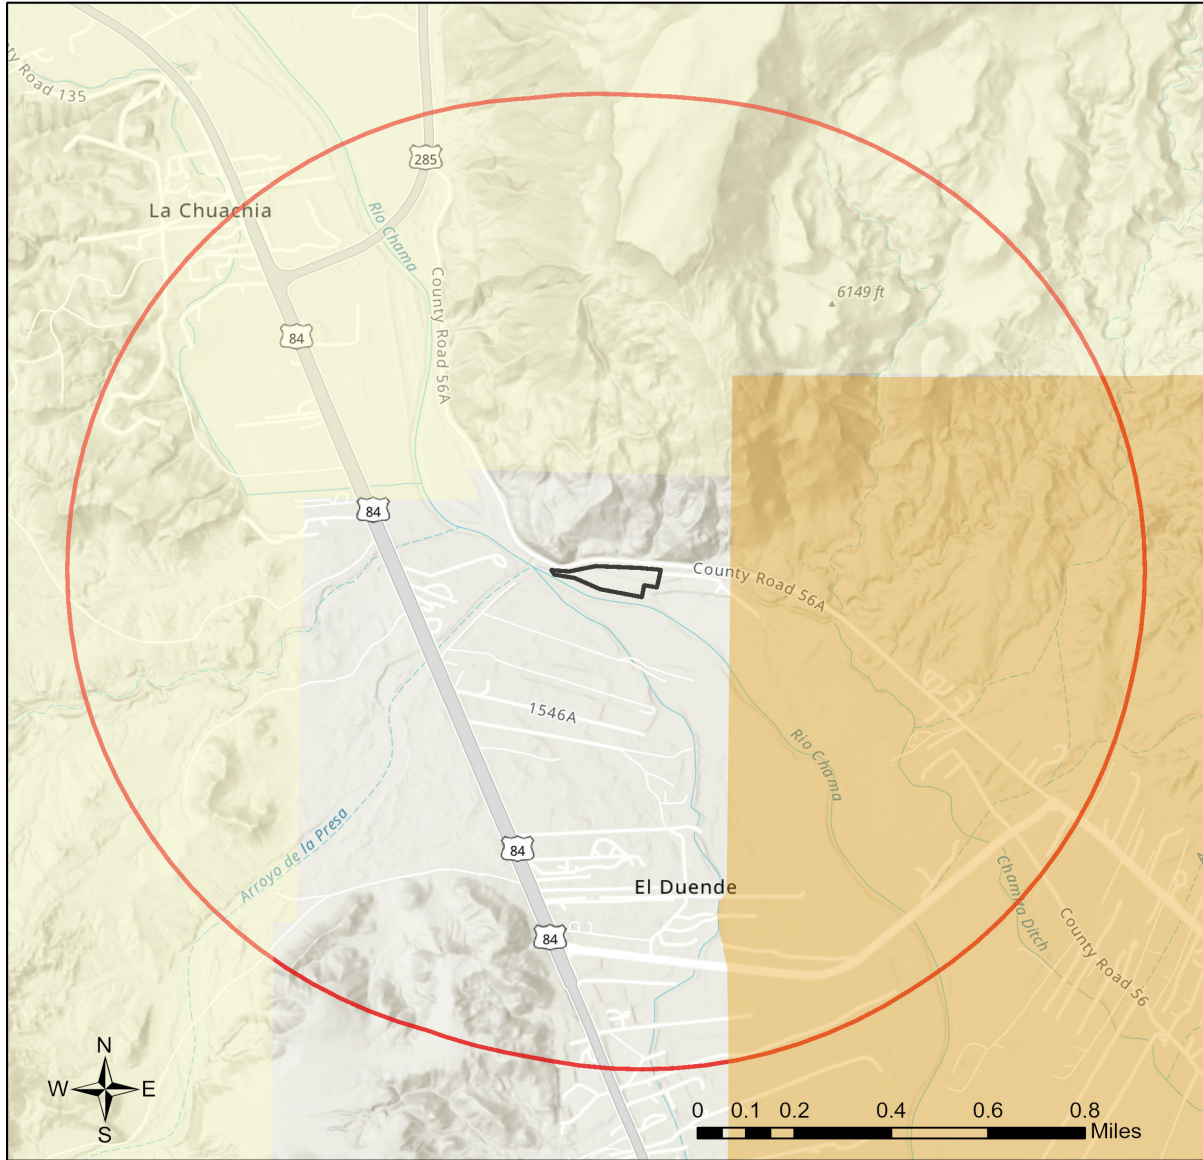 ty Road 135
285
La Chuachia
Rio Chama
County Road 56A
6149 ft
84
84
County Road 56A
1546A
Rio Chama
Arroyo de la Presa
84
El Duende
Chamita Ditch
84
County Road 56
N
W E
S
0 0.1 0.2 0.4 0.6 0.8
Miles